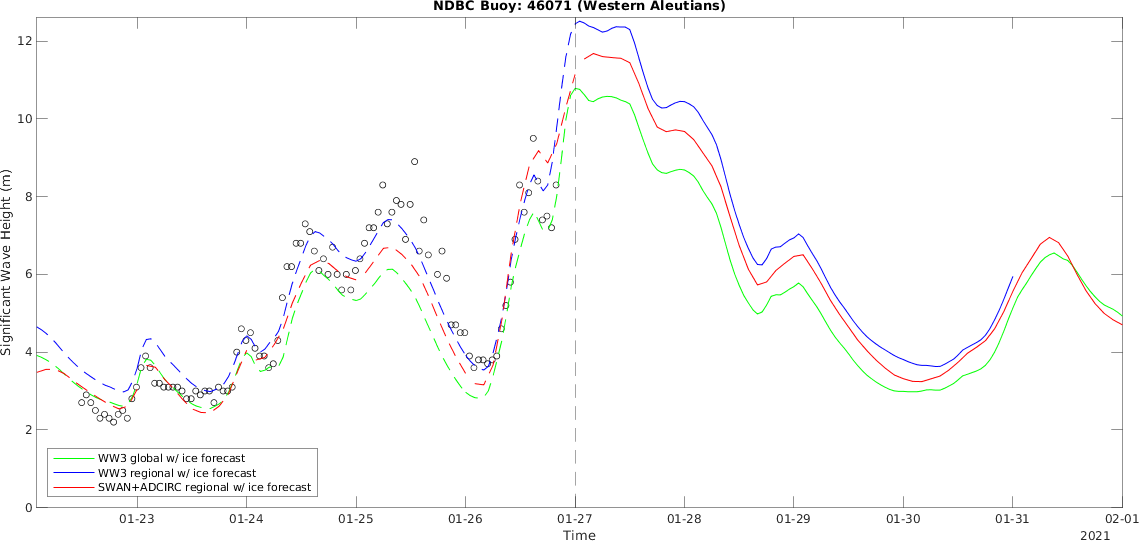 NDBC Buoy: 46071 (Western Aleutians)
Significant Wave Height (m)
12
10
8
6
4
2
0
WW3 global w/ ice forecast
WW3 regional w/ ice forecast
SWAN+ADCIRC regional w/ ice forecast
01-23 01-24 01-25 01-26 01-27 01-28 01-29 01-30 01-31 02-01
Time
2021